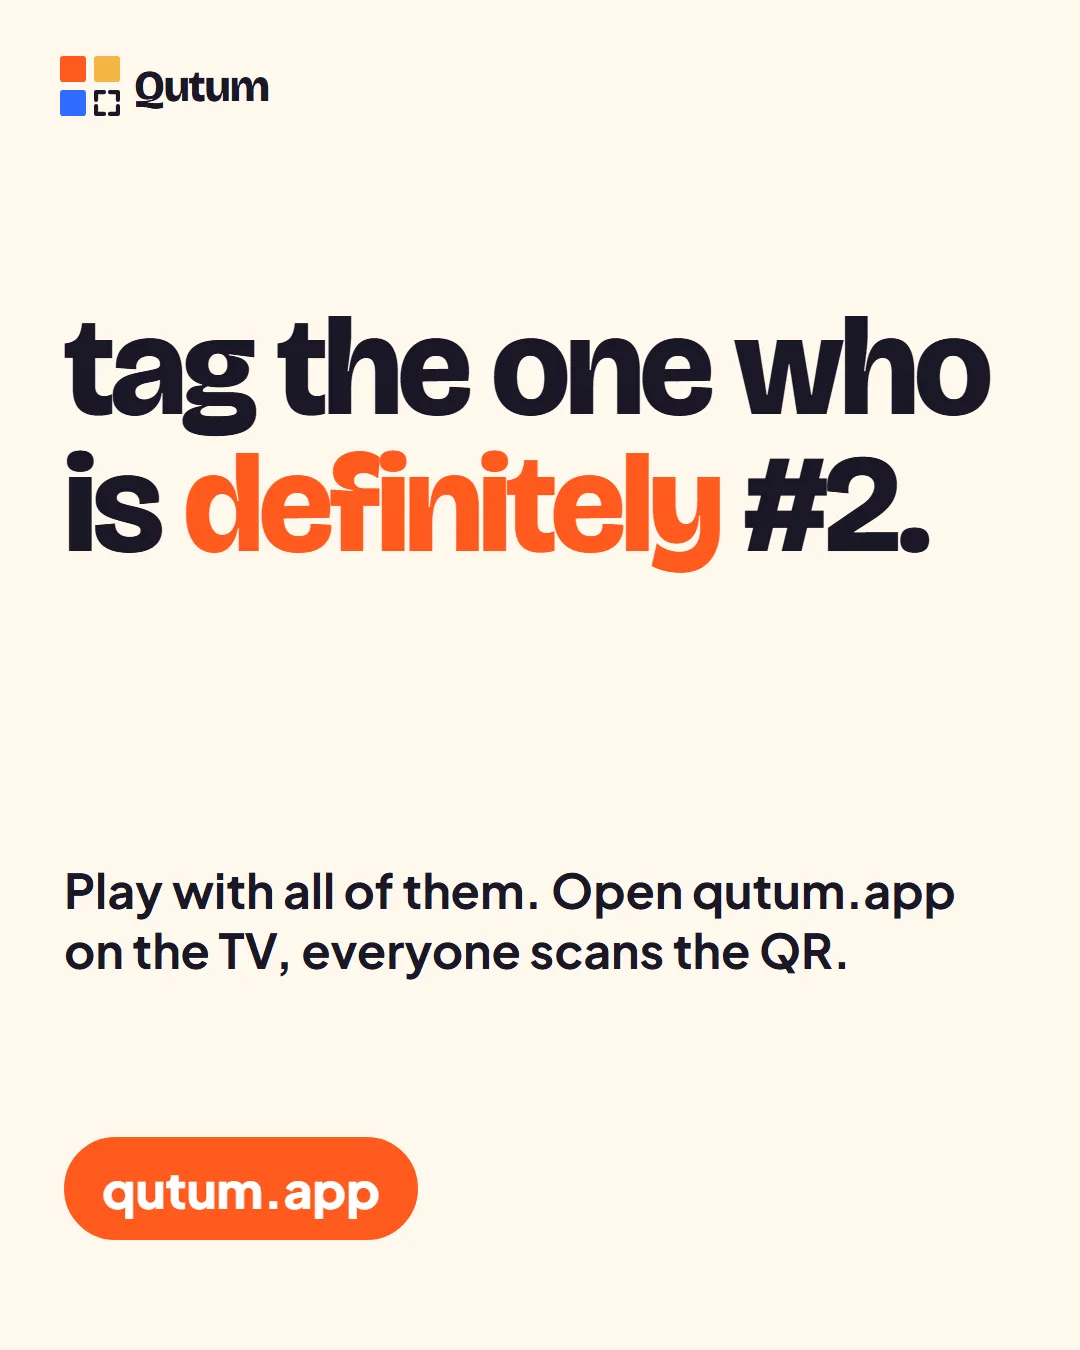 Qutum
tag the one who
is definitely #2.
Play with all of them. Open qutum.app
on the TV, everyone scans the QR.
qutum.app